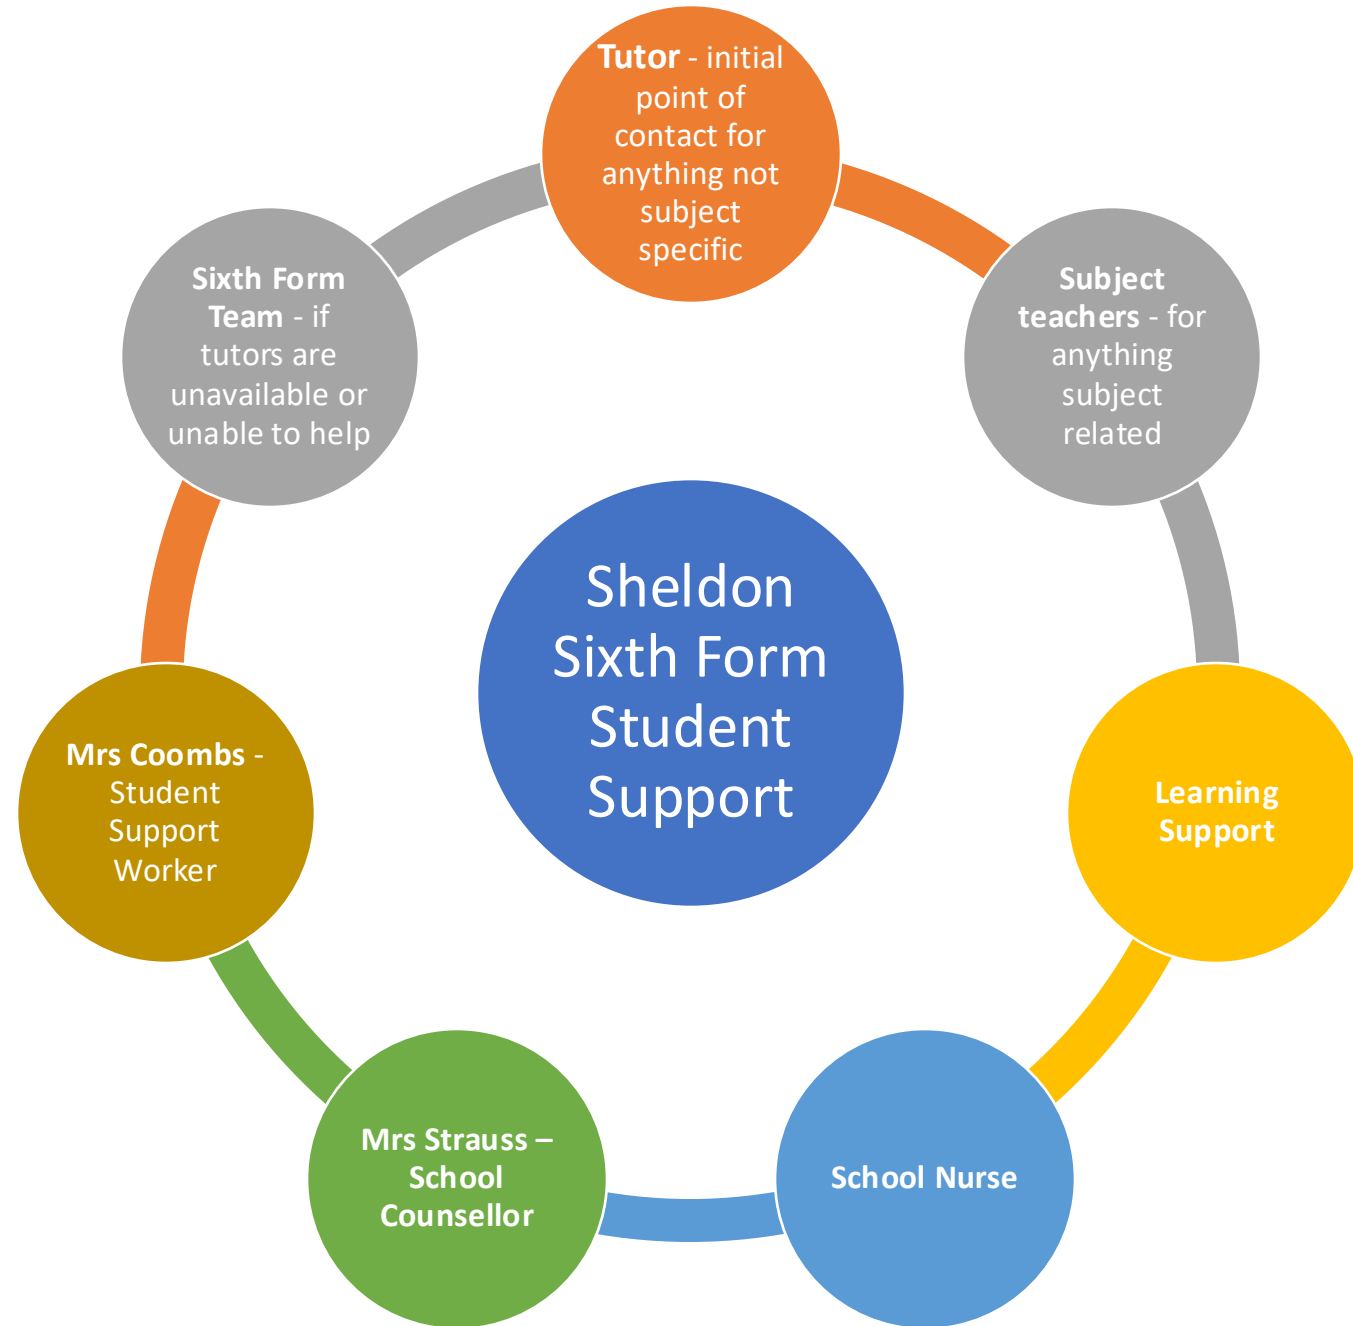 Tutor - initial
point of
contact for
anything not
subject
specific
Subject
teachers - for
anything
subject
related
Learning
Support
School Nurse
Mrs Strauss –
School
Counsellor
Mrs Coombs -
Student
Support
Worker
Sixth Form
Team - if
tutors are
unavailable or
unable to help
Sheldon
Sixth Form
Student
Support